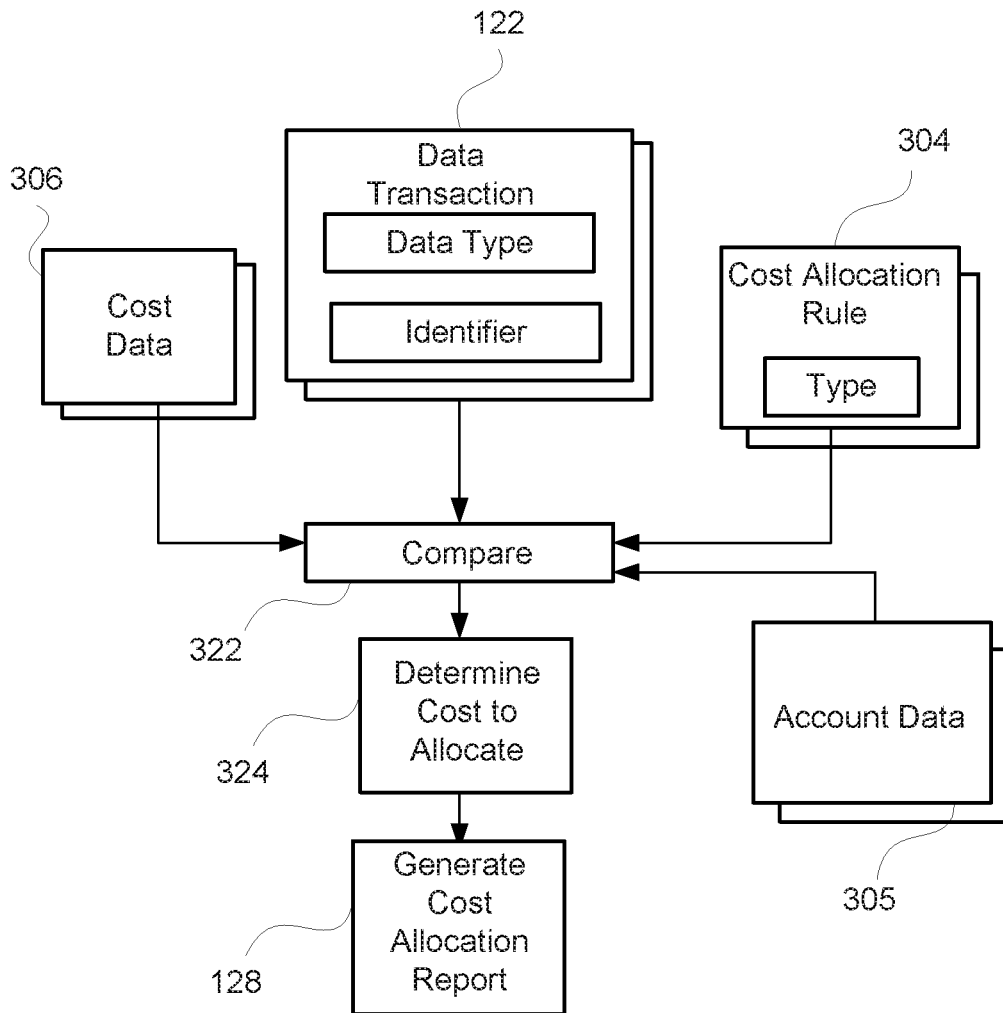 122
Data
Transaction
Data Type
Identifier
304
Cost Allocation
Rule
Type
306
Cost
Data
Compare
322
Determine
Cost to
Allocate
324
Account Data
305
Generate
Cost
Allocation
Report
128